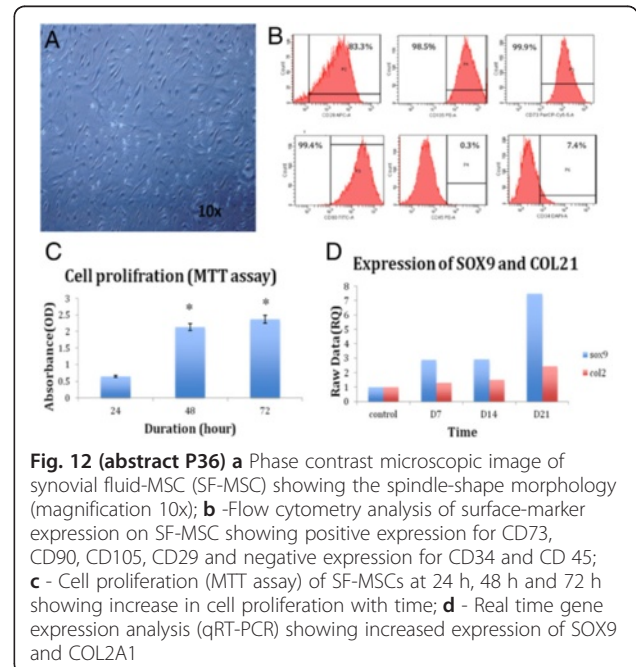 A
10x
B
83.3%
98.5%
99.9%
99.4%
0.3%
7.4%
Count
Count
Count
Count
Count
Count
C
Cell prolifration (MTT assay)
Absorbance(OD)
3
2.5
2
1.5
1
0.5
0
*
*
24
48
72
Duration (hour)
D
Expression of SOX9 and COL21
Raw Data(RQ)
8
7
6
5
4
3
2
1
0
control
D7
D14
D21
Time
sox9
col2
Fig. 12 (abstract P36) a Phase contrast microscopic image of
synovial fluid-MSC (SF-MSC) showing the spindle-shape morphology
(magnification 10x); b -Flow cytometry analysis of surface-marker
expression on SF-MSC showing positive expression for CD73,
CD90, CD105, CD29 and negative expression for CD34 and CD 45;
c - Cell proliferation (MTT assay) of SF-MSCs at 24 h, 48 h and 72 h
showing increase in cell proliferation with time; d - Real time gene
expression analysis (qRT-PCR) showing increased expression of SOX9
and COL2A1